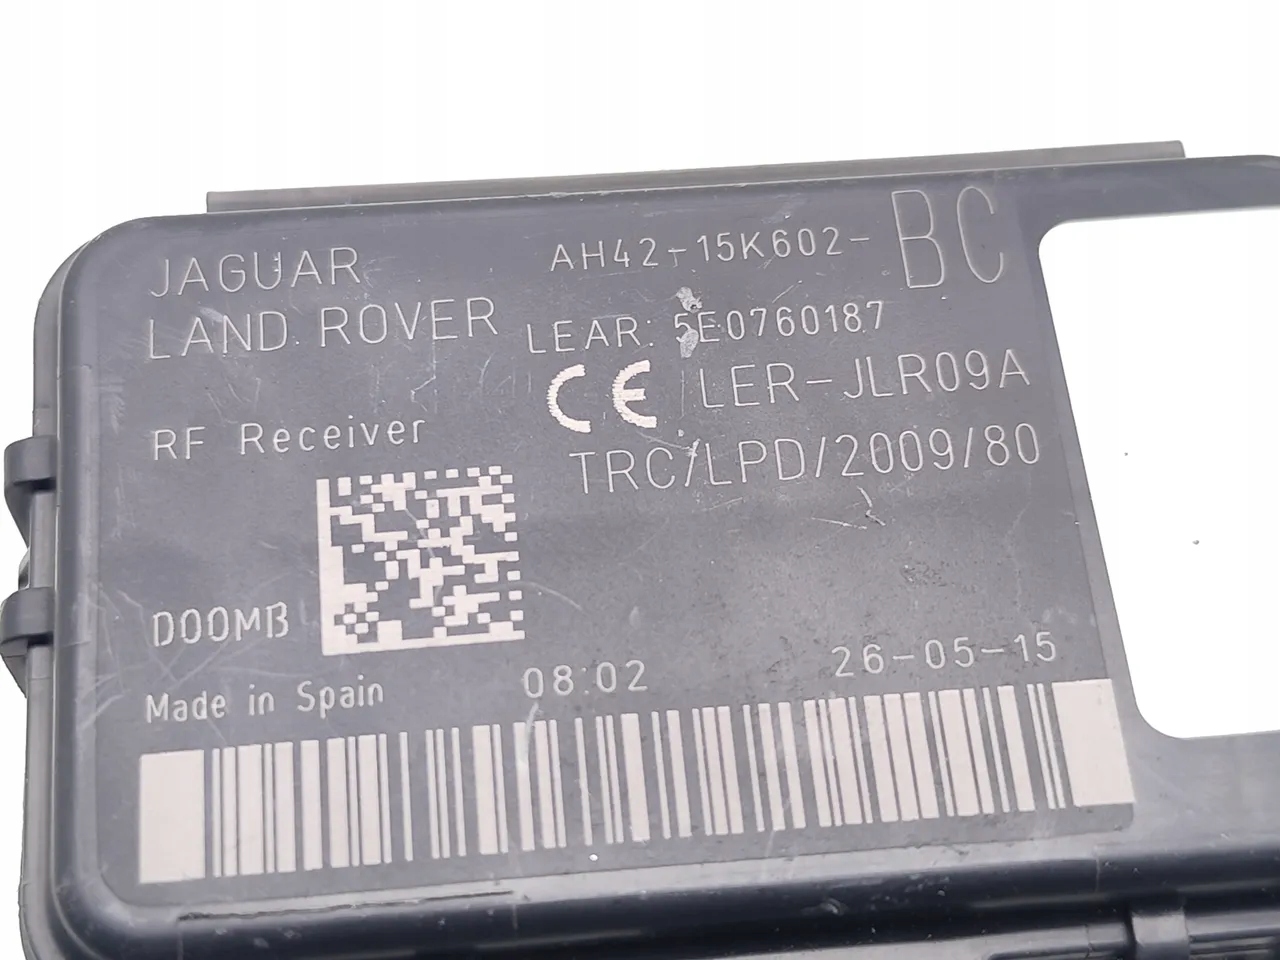 JAGUAR
LAND ROVER
AH42-15K602-BC
LEAR: 5E0760187
CE LER-JLR09A
TRC/LPD/2009/80
RF Receiver
D00MB
Made in Spain
08:02
26-05-15